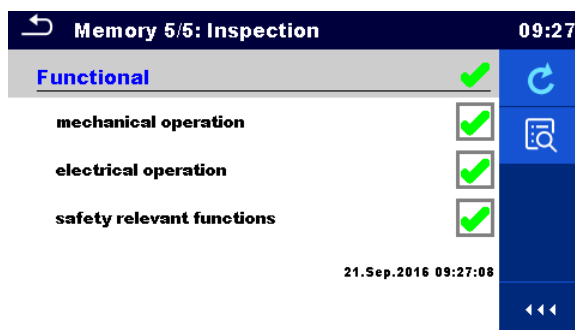 Memory 5/5: Inspection 09:27
Functional
mechanical operation
electrical operation
safety relevant functions
21.Sep.2016 09:27:08